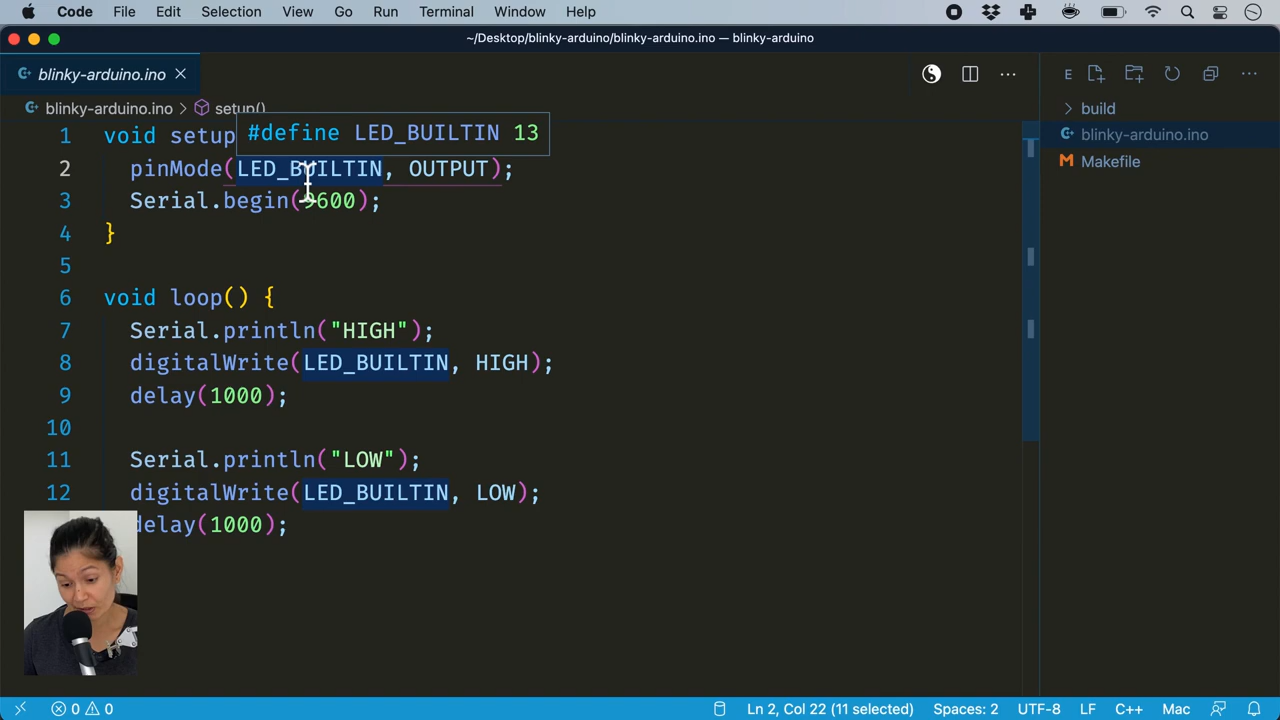 Code File Edit Selection View Go Run Terminal Window Help
~/Desktop/blinky-arduino/blinky-arduino.ino — blinky-arduino
blinky-arduino.ino
E
blinky-arduino.ino > setup()
build
blinky-arduino.ino
Makefile
#define LED_BUILTIN 13
1 void setup
2 pinMode(LED_BUILTIN, OUTPUT);
3 Serial.begin(9600);
4 }
5
6 void loop() {
7 Serial.println("HIGH");
8 digitalWrite(LED_BUILTIN, HIGH);
9 delay(1000);
10
11 Serial.println("LOW");
12 digitalWrite(LED_BUILTIN, LOW);
delay(1000);
0 0 Ln 2, Col 22 (11 selected) Spaces: 2 UTF-8 LF C++ Mac